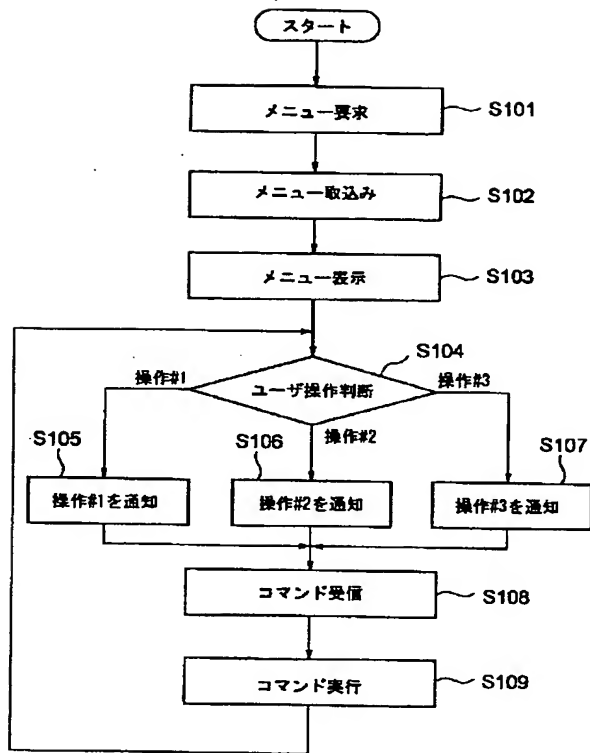 スタート
メニュー要求
S101
メニュー取込み
S102
メニュー表示
S103
S104
操作#1
ユーザ操作判断
操作#3
操作#2
S105
S106
S107
操作#1を通知
操作#2を通知
操作#3を通知
コマンド受信
S108
コマンド実行
S109